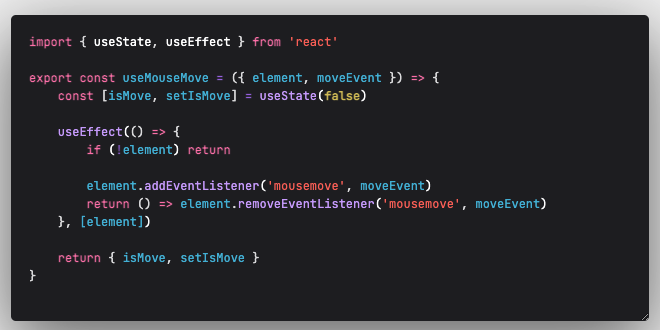 import { useState, useEffect } from 'react'
export const useMouseMove = ({ element, moveEvent }) => {
const [isMove, setIsMove] = useState(false)
useEffect(() => {
if (!element) return
element.addEventListener('mousemove', moveEvent)
return () => element.removeEventListener('mousemove', moveEvent)
}, [element])
return { isMove, setIsMove }
}